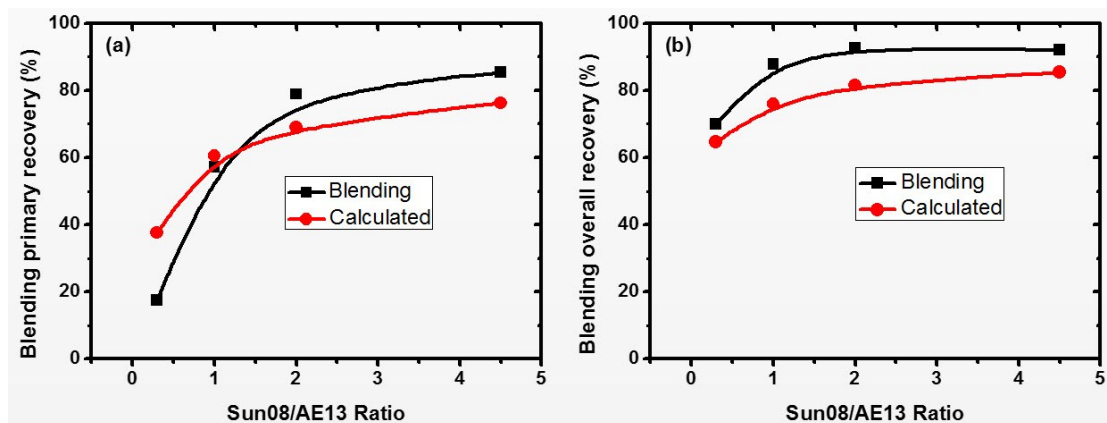 (a)
Blending primary recovery (%)
100
80
60
40
20
0
Blending
Calculated
0 1 2 3 4 5
Sun08/AE13 Ratio
(b)
Blending overall recovery (%)
100
80
60
40
20
0
Blending
Calculated
0 1 2 3 4 5
Sun08/AE13 Ratio